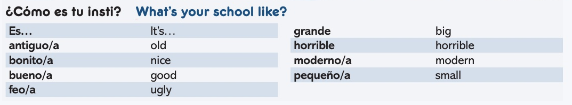 ¿Cómo es tu insti? What's your school like?
Es... It's...
antiguo/a old
bonito/a nice
bueno/a good
feo/a ugly
grande big
horrible horrible
moderno/a modern
pequeño/a small